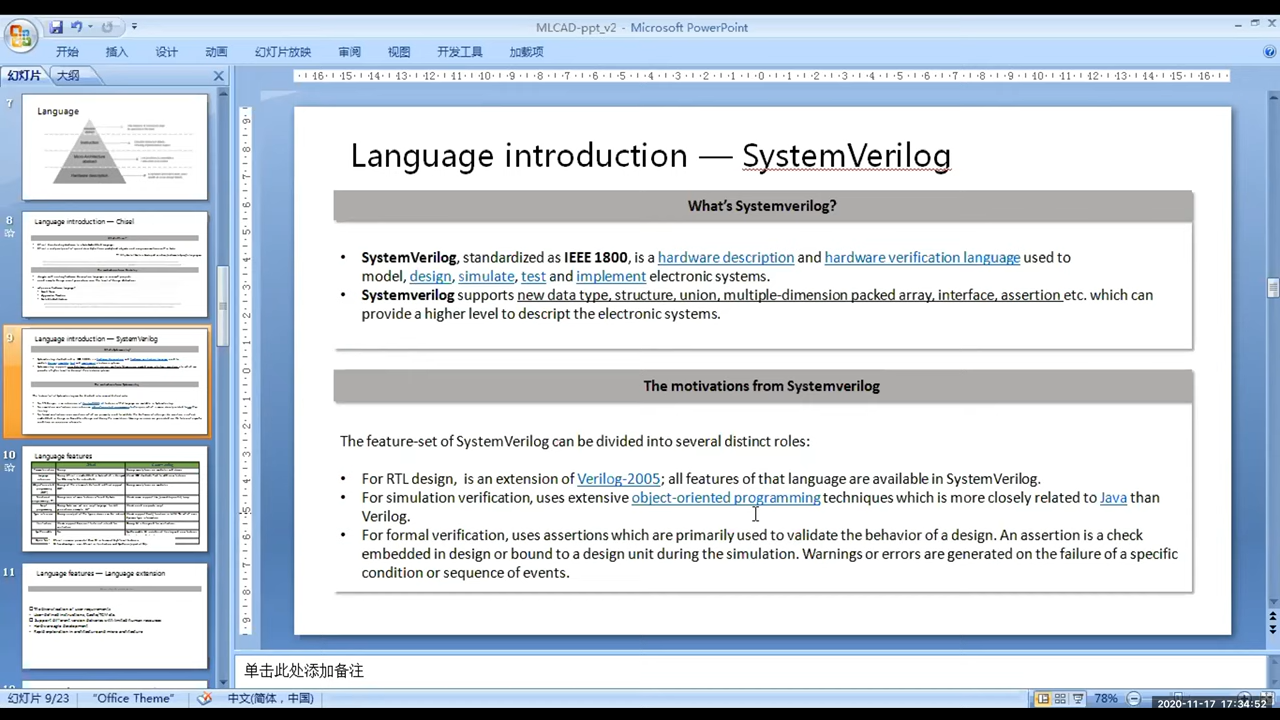 MLCAD-ppt_v2 - Microsoft PowerPoint
开始 插入 设计 动画 幻灯片放映 审阅 视图 开发工具 加载项
幻灯片 大纲
7
Language
8
Language introduction — Chisel
9
Language introduction — SystemVerilog
10
Language features
11
Language features — Language extension
Language introduction — SystemVerilog
What's Systemverilog?
• SystemVerilog, standardized as IEEE 1800, is a hardware description and hardware verification language used to
model, design, simulate, test and implement electronic systems.
• Systemverilog supports new data type, structure, union, multiple-dimension packed array, interface, assertion etc. which can
provide a higher level to descript the electronic systems.
The motivations from Systemverilog
The feature-set of SystemVerilog can be divided into several distinct roles:
• For RTL design, is an extension of Verilog-2005; all features of that language are available in SystemVerilog.
• For simulation verification, uses extensive object-oriented programming techniques which is more closely related to Java than
Verilog.
• For formal verification, uses assertions which are primarily used to validate the behavior of a design. An assertion is a check
embedded in design or bound to a design unit during the simulation. Warnings or errors are generated on the failure of a specific
condition or sequence of events.
单击此处添加备注
幻灯片 9/23 "Office Theme" 中文(简体，中国) 78%
2020-11-17 17:34:52